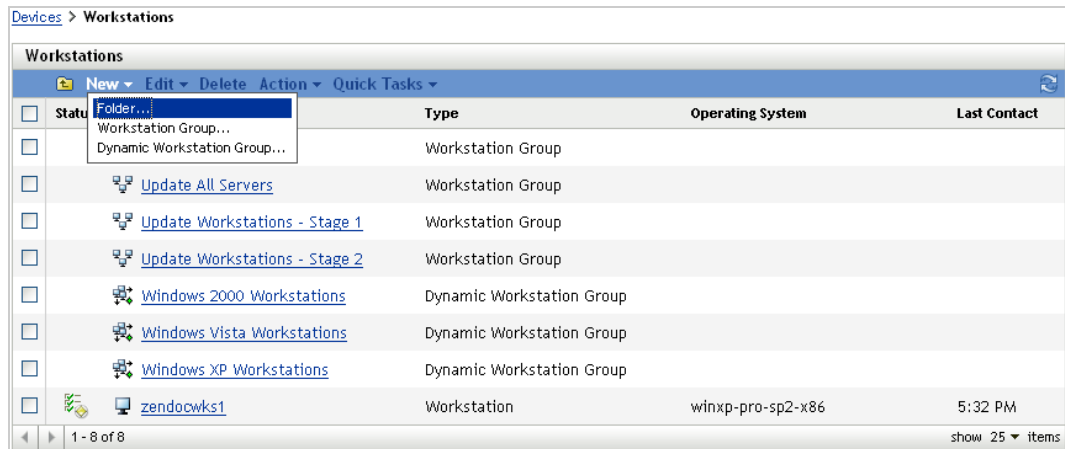 Devices > Workstations
Workstations
New Edit Delete Action Quick Tasks
Statu Type Operating System Last Contact
Folder...
Workstation Group...
Dynamic Workstation Group...
Workstation Group
Update All Servers Workstation Group
Update Workstations - Stage 1 Workstation Group
Update Workstations - Stage 2 Workstation Group
Windows 2000 Workstations Dynamic Workstation Group
Windows Vista Workstations Dynamic Workstation Group
Windows XP Workstations Dynamic Workstation Group
zendocwks1 Workstation winxp-pro-sp2-x86 5:32 PM
1 - 8 of 8 show 25 items